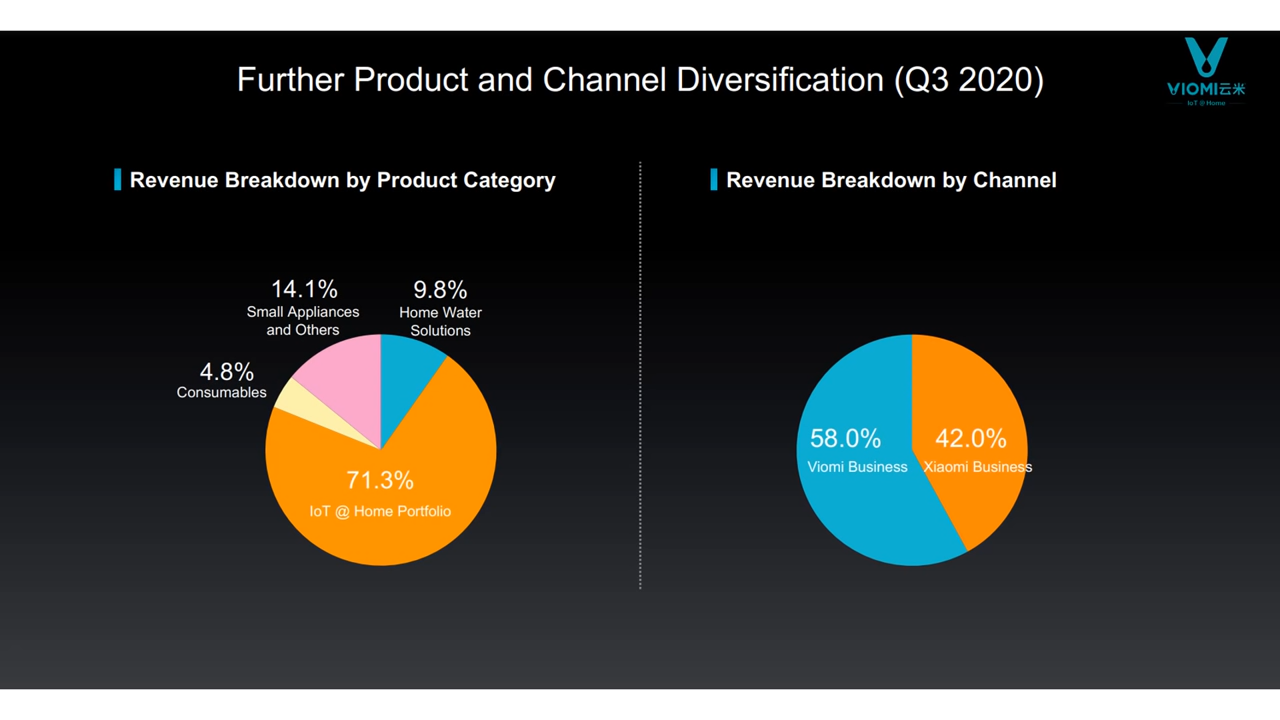 Further Product and Channel Diversification (Q3 2020)
VIOMI云米
IoT @ Home
Revenue Breakdown by Product Category
14.1%
Small Appliances
and Others
9.8%
Home Water
Solutions
4.8%
Consumables
71.3%
IoT @ Home Portfolio
Revenue Breakdown by Channel
58.0%
Viomi Business
42.0%
Xiaomi Business